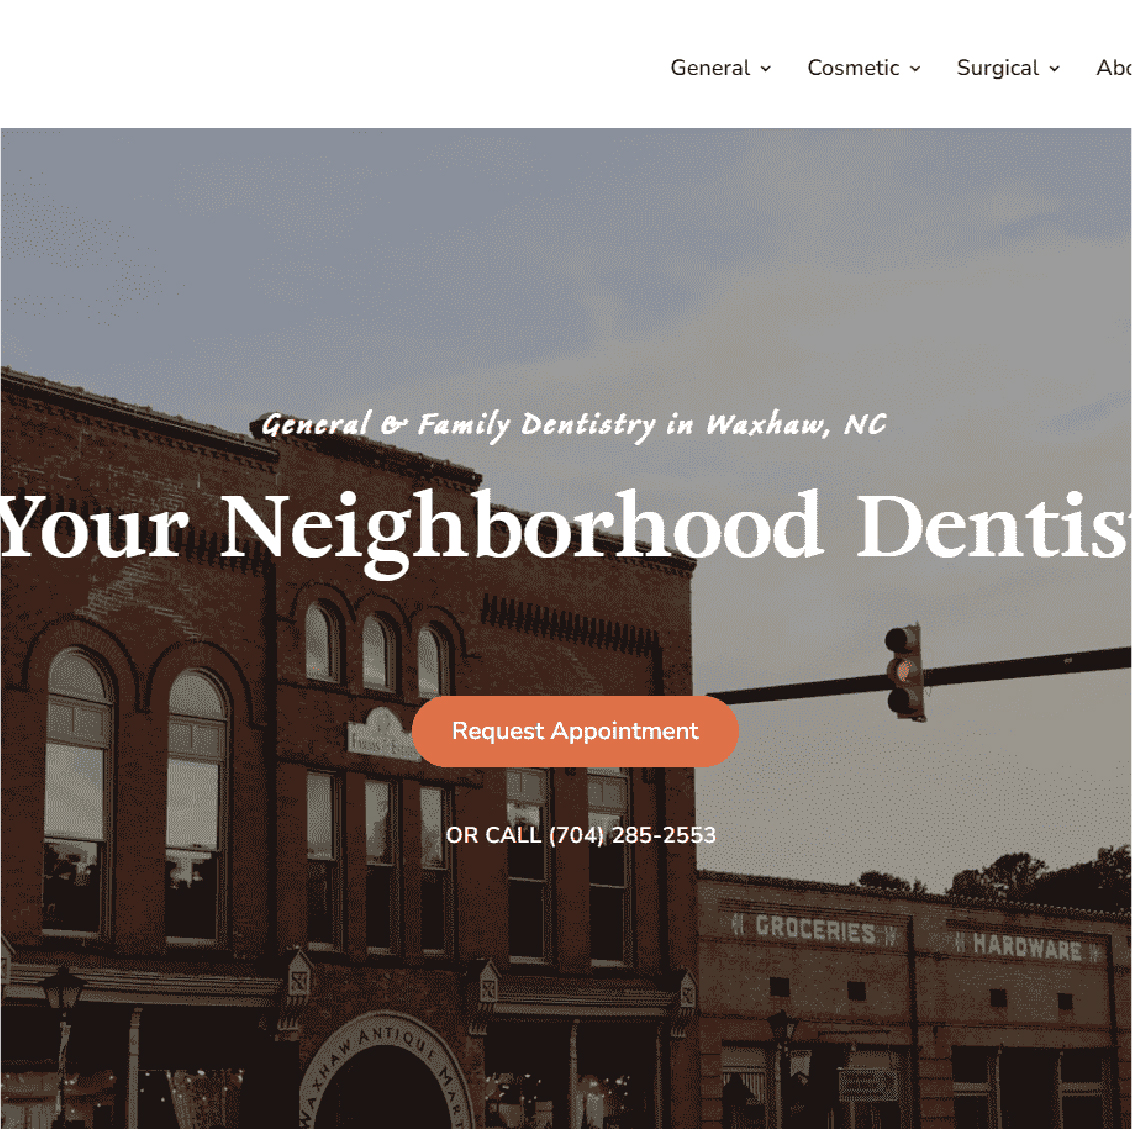 General Cosmetic Surgical Abo
General & Family Dentistry in Waxhaw, NC
Your Neighborhood Dentist
Request Appointment
OR CALL (704) 285-2553
GROCERIES
HARDWARE
WAXHAW ANTIQUE MART